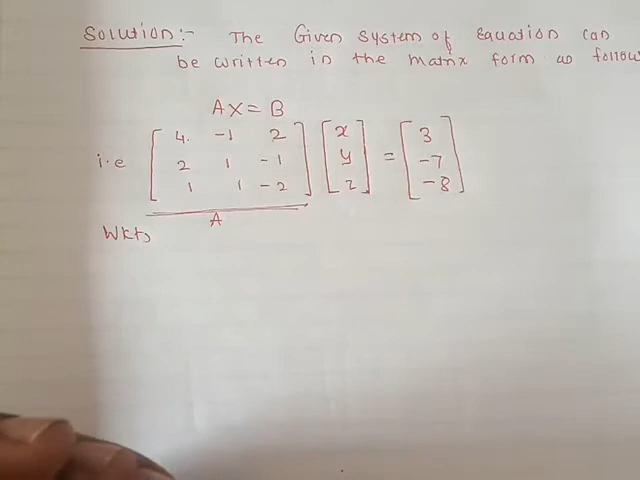 Solution:- The Given System of Equation can
be written in the matrix form as follow
AX = B
i.e [ 4. -1 2 ] [ x ] = [ 3 ]
[ 2 1 -1 ] [ y ] [ -7 ]
[ 1 1 -2 ] [ z ] [ -8 ]
A
Wkts